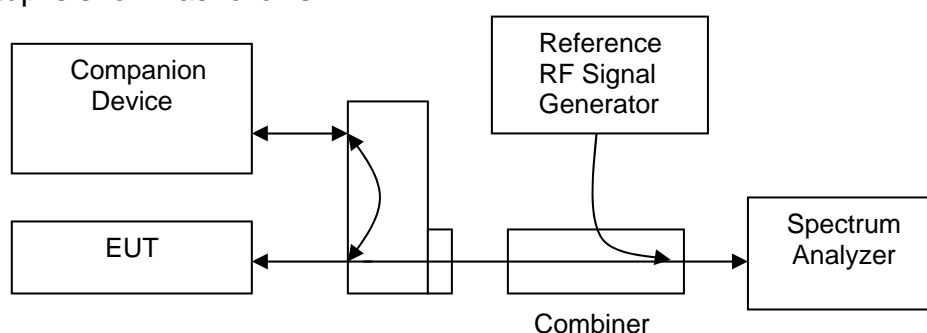 Companion
Device
Reference
RF Signal
Generator
EUT
Spectrum
Analyzer
Combiner